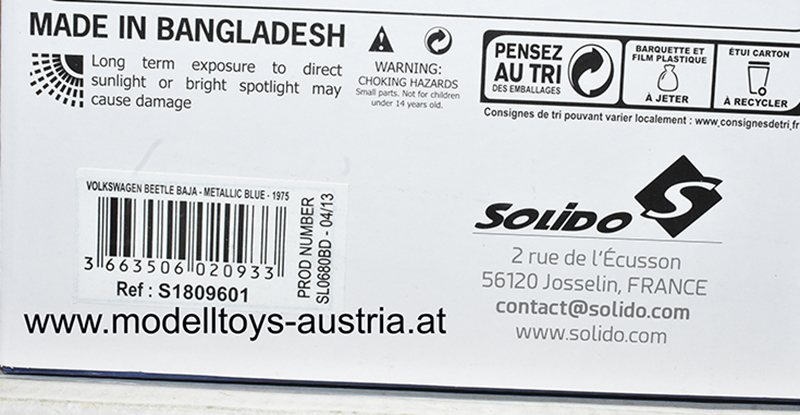 MADE IN BANGLADESH
Long term exposure to direct
sunlight or bright spotlight may
cause damage
WARNING:
CHOKING HAZARDS
Small parts. Not for children
under 14 years old.
PENSEZ
AU TRI
DES EMBALLAGES
BARQUETTE ET
FILM PLASTIQUE
À JETER
ÉTUI CARTON
À RECYCLER
Consignes de tri pouvant varier localement : www.consignesdetri.fr
VOLKSWAGEN BEETLE BAJA - METALLIC BLUE - 1975
3 663506 020933
Ref : S1809601
PROD NUMBER
SL0680BD - 04/13
SOLIDO
S
2 rue de l'Écusson
56120 Josselin, FRANCE
contact@solido.com
www.solido.com
www.modelltoys-austria.at